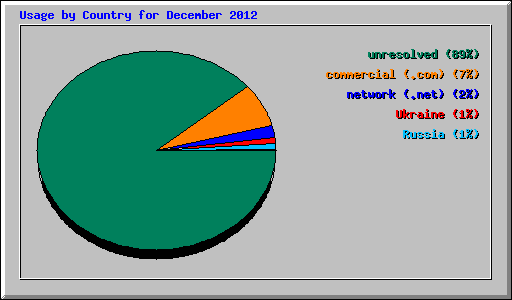 Usage by Country for December 2012
unresolved (89%)
commercial (.com) (7%)
network (.net) (2%)
Ukraine (1%)
Russia (1%)